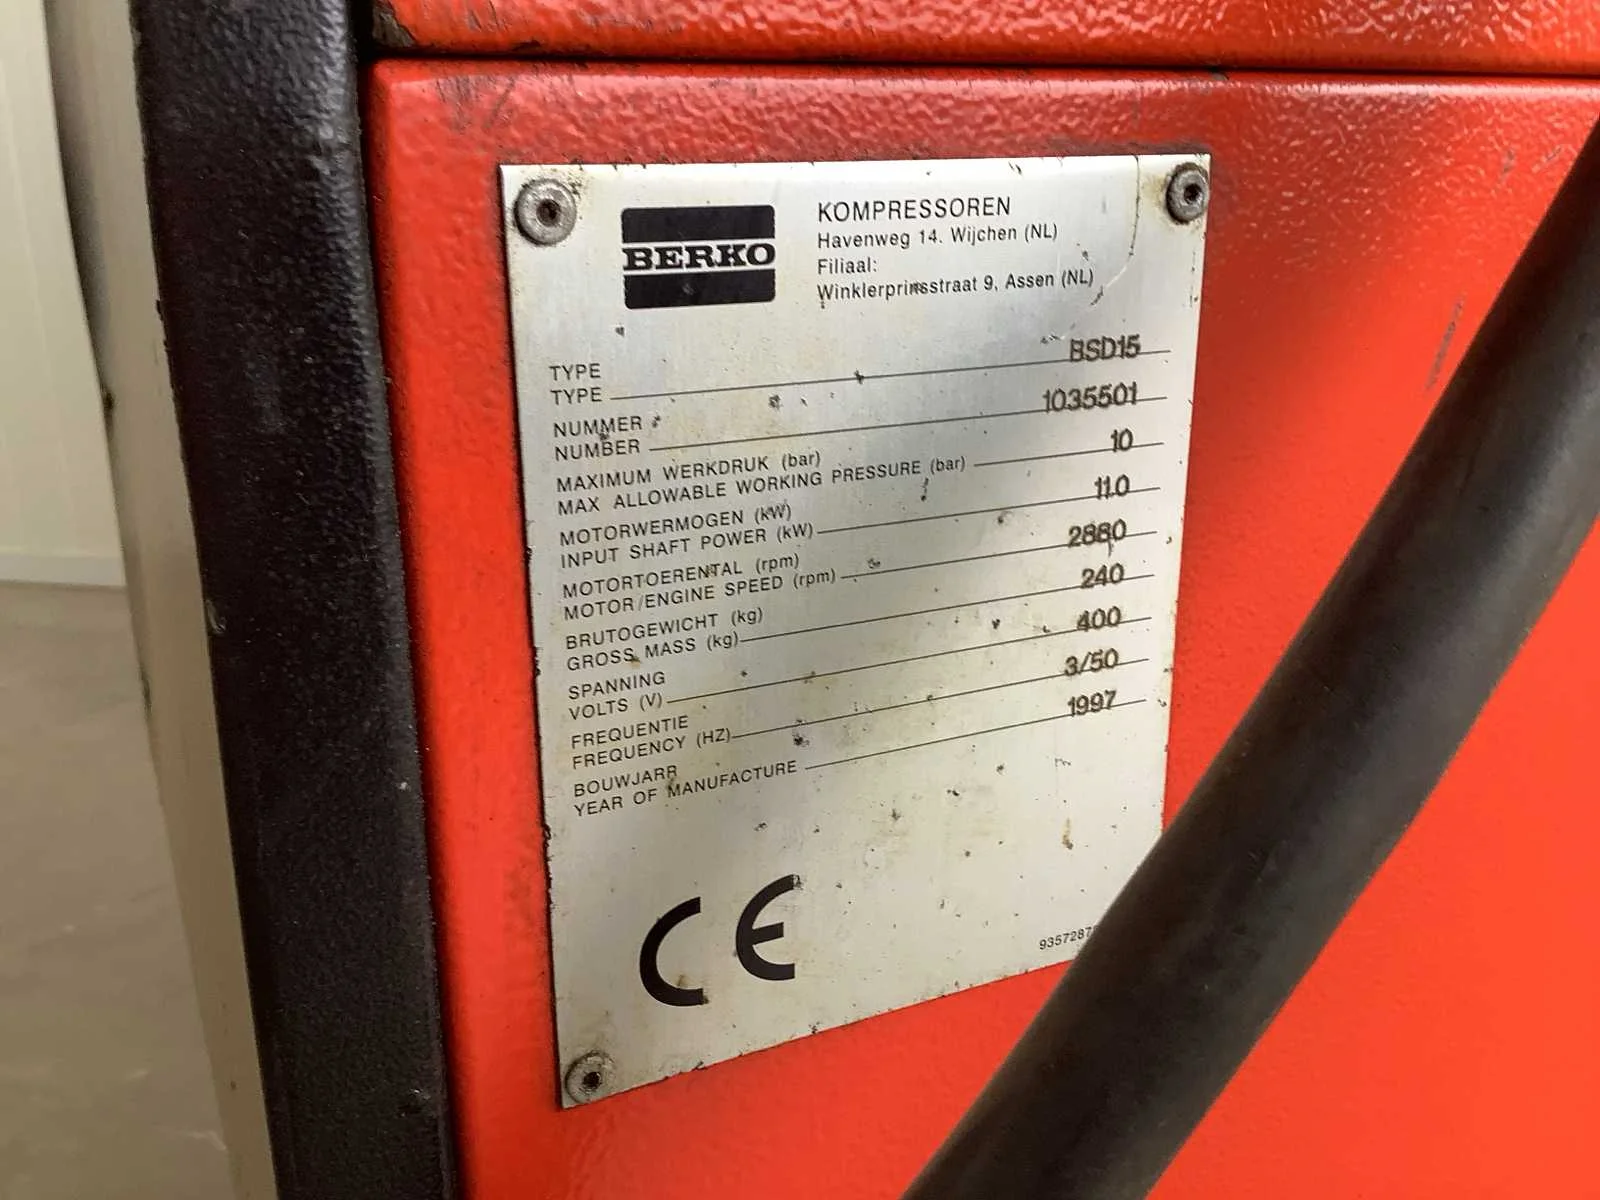 BERKO
KOMPRESSOREN
Havenweg 14. Wijchen (NL)
Filiaal:
Winklerprinsstraat 9, Assen (NL)
TYPE
TYPE BSD15
NUMMER
NUMBER 1035501
MAXIMUM WERKDRUK (bar)
MAX ALLOWABLE WORKING PRESSURE (bar) 10
MOTORWERMOGEN (kW)
INPUT SHAFT POWER (kW) 11.0
MOTORTOERENTAL (rpm)
MOTOR/ENGINE SPEED (rpm) 2880
BRUTOGEWICHT (kg)
GROSS MASS (kg) 240
SPANNING
VOLTS (V) 400
FREQUENTIE
FREQUENCY (HZ) 3/50
BOUWJARR
YEAR OF MANUFACTURE 1997
CE